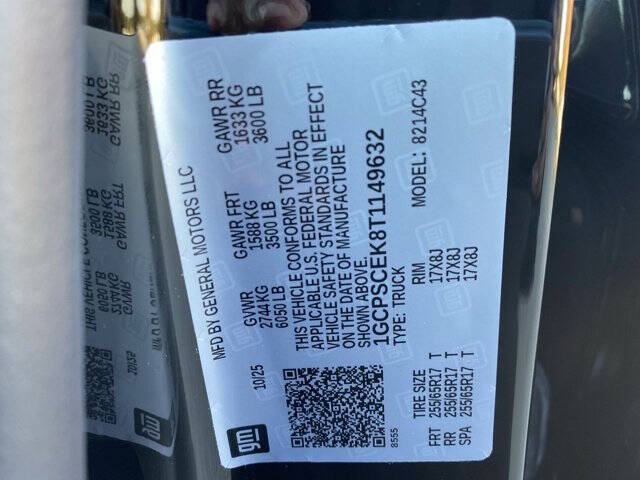 MFD BY GENERAL MOTORS LLC
10/25
GVWR
2744KG
6050 LB
GAWR FRT
1588 KG
3500 LB
GAWR RR
1633 KG
3600 LB
THIS VEHICLE CONFORMS TO ALL
APPLICABLE U.S. FEDERAL MOTOR
VEHICLE SAFETY STANDARDS IN EFFECT
ON THE DATE OF MANUFACTURE
SHOWN ABOVE.
1GCPSCEK8T1149632
TYPE: TRUCK
MODEL: 8214C43
gm
8555
TIRE SIZE RIM
FRT 255/65R17 T 17X8J
RR 255/65R17 T 17X8J
SPA 255/65R17 T 17X8J